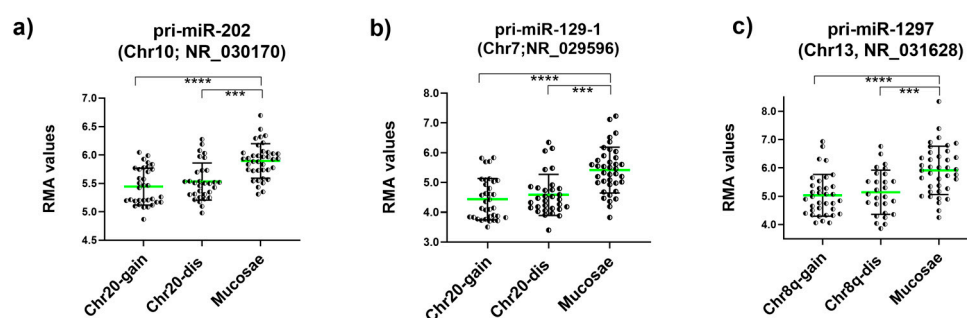 a)
pri-miR-202
(Chr10; NR_030170)
****
***
RMA values
7.0
6.5
6.0
5.5
5.0
4.5
Chr20-gain
Chr20-dis
Mucosae
b)
pri-miR-129-1
(Chr7;NR_029596)
****
***
RMA values
8.0
7.0
6.0
5.0
4.0
3.0
Chr20-gain
Chr20-dis
Mucosae
c)
pri-miR-1297
(Chr13, NR_031628)
****
***
RMA values
8.0
7.0
6.0
5.0
4.0
Chr8q-gain
Chr8q-dis
Mucosae